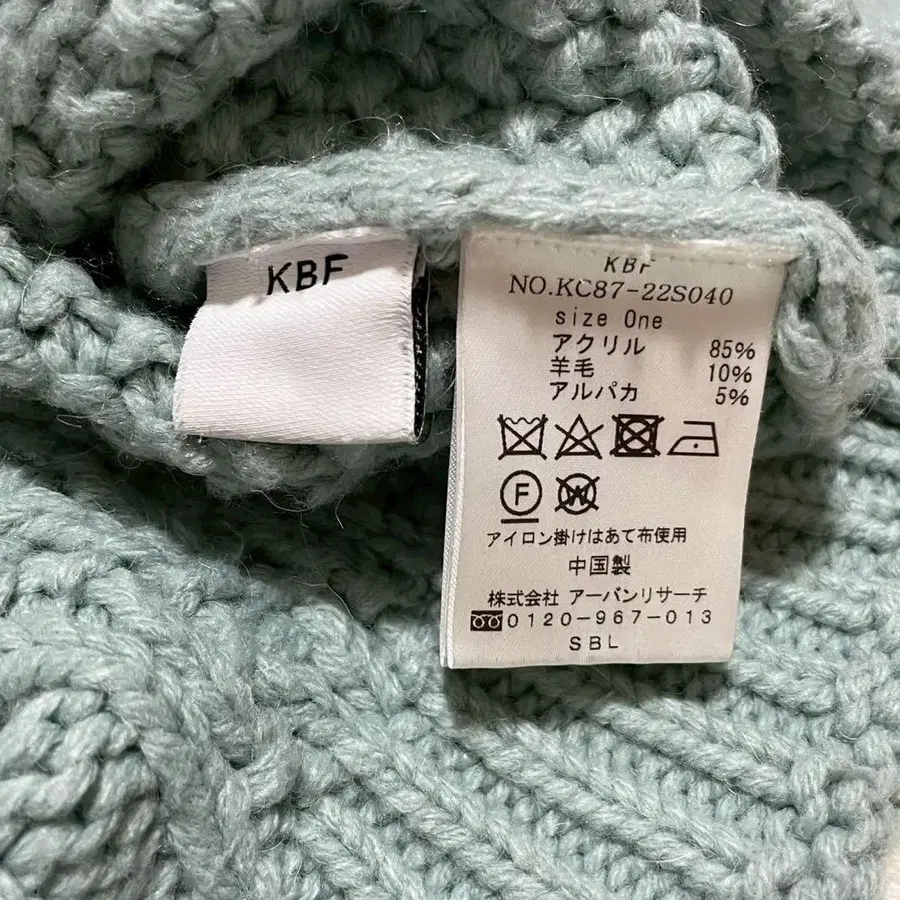 KBF
KBF
NO.KC87-22S040
size One
アクリル 85%
羊毛 10%
アルパカ 5%
F W
アイロン掛けはあて布使用
中国製
株式会社 アーバンリサーチ
0120-967-013
SBL